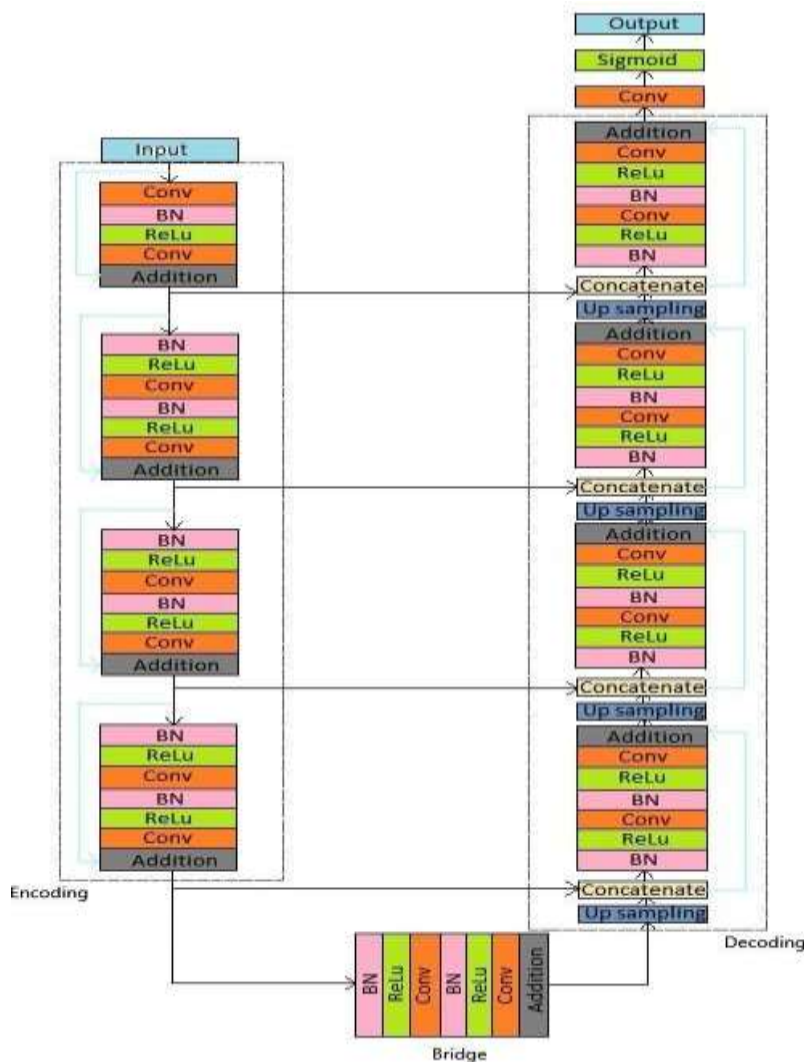 Input
Conv
BN
ReLu
Conv
Addition
BN
ReLu
Conv
BN
ReLu
Conv
Addition
BN
ReLu
Conv
BN
ReLu
Conv
Addition
BN
ReLu
Conv
BN
ReLu
Conv
Addition
Encoding
BN
ReLu
Conv
BN
ReLu
Conv
Addition
Bridge
Output
Sigmoid
Conv
Addition
Conv
ReLu
BN
Conv
ReLu
BN
Concatenate
Up sampling
Addition
Conv
ReLu
BN
Conv
ReLu
BN
Concatenate
Up sampling
Addition
Conv
ReLu
BN
Conv
ReLu
BN
Concatenate
Up sampling
Addition
Conv
ReLu
BN
Conv
ReLu
BN
Concatenate
Up sampling
Decoding